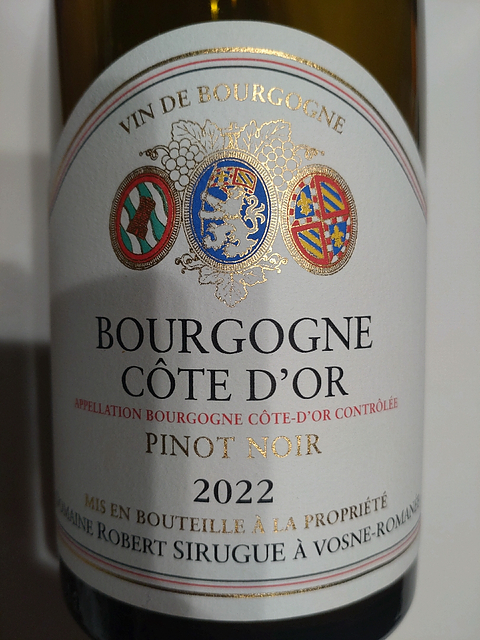 VIN DE BOURGOGNE
BOURGOGNE
CÔTE D'OR
APPELLATION BOURGOGNE CÔTE-D'OR CONTRÔLÉE
PINOT NOIR
2022
MIS EN BOUTEILLE À LA PROPRIÉTÉ
DOMAINE ROBERT SIRUGUE À VOSNE-ROMANÉE